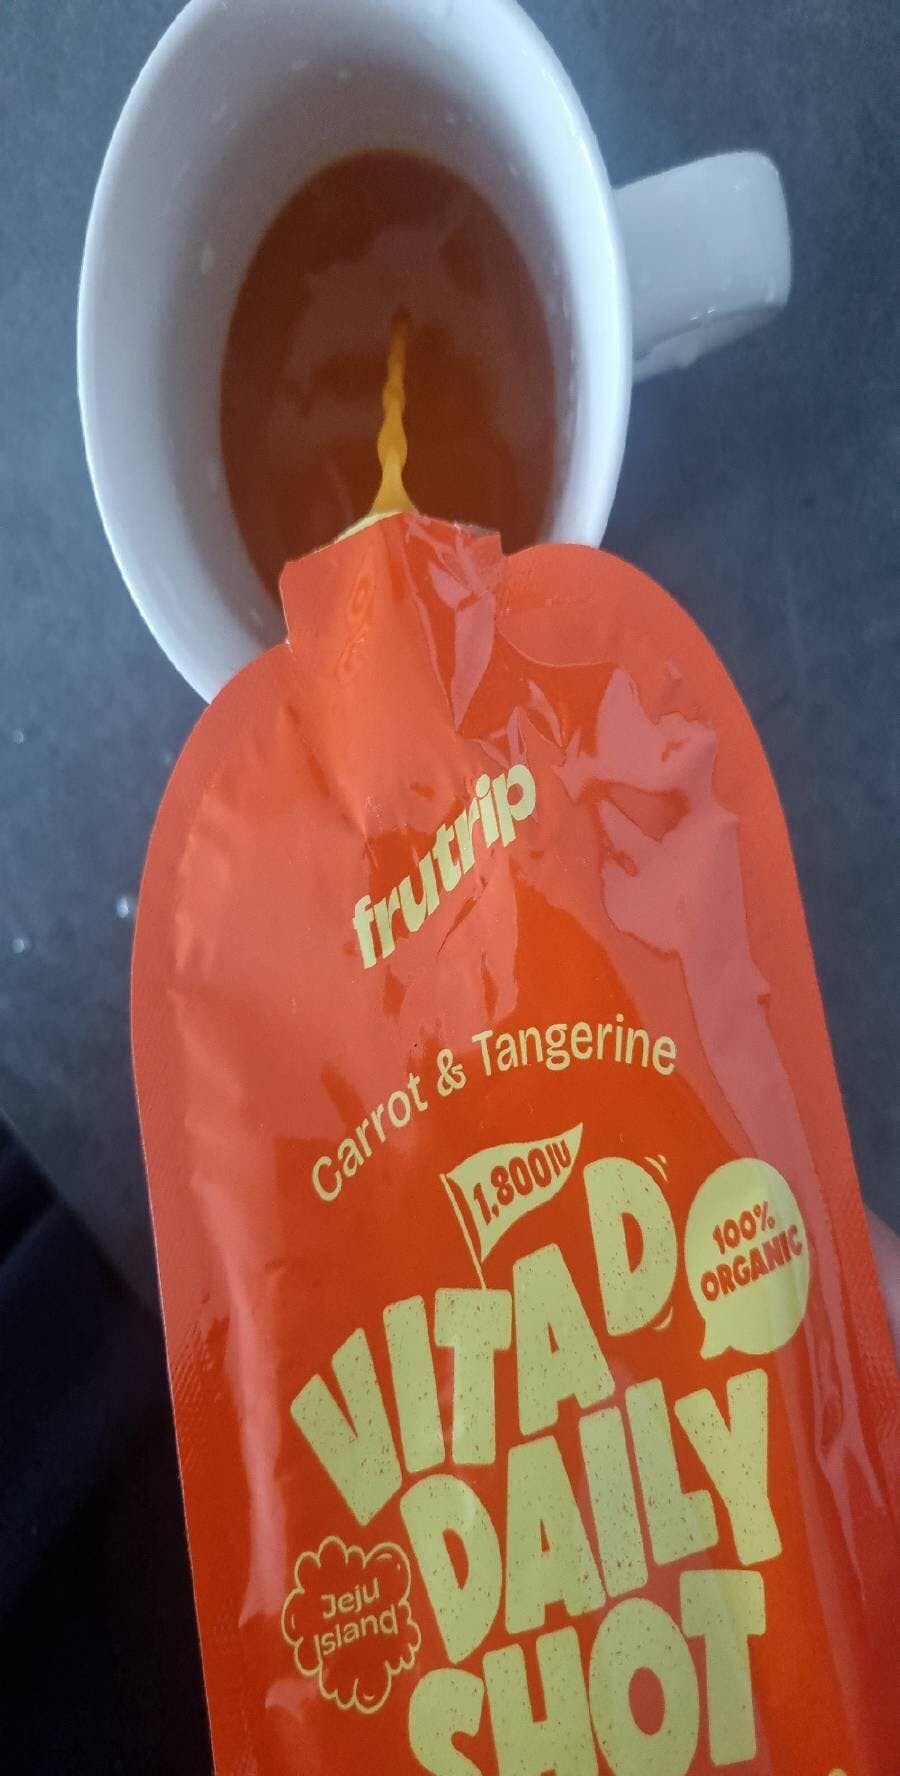 frutrip
Carrot & Tangerine
1,800IU
VITA D
100%
ORGANIC
DAILY
Jeju
Island
SHOT